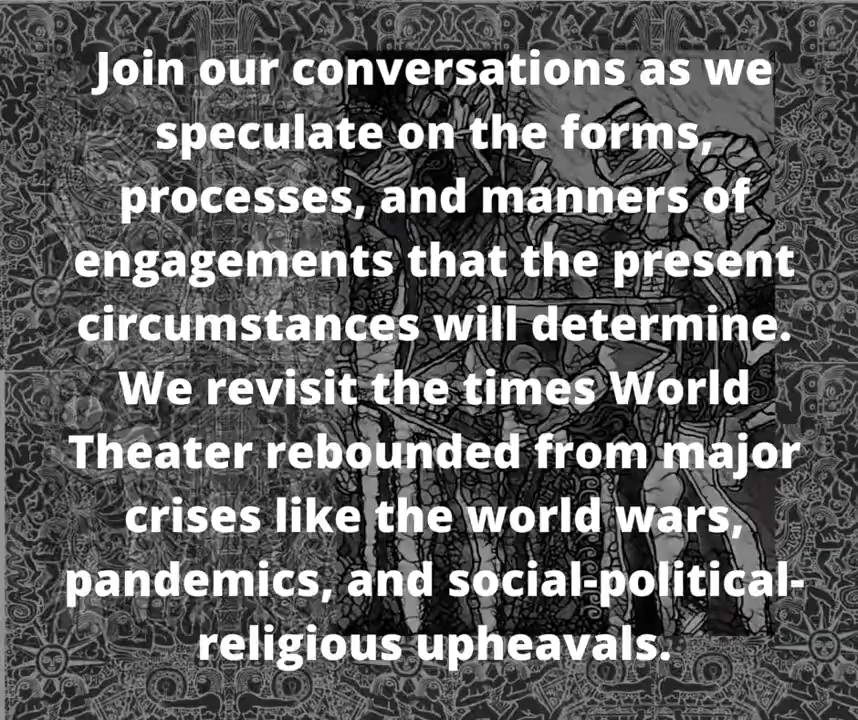 Join our conversations as we
speculate on the forms,
processes, and manners of
engagements that the present
circumstances will determine.
We revisit the times World
Theater rebounded from major
crises like the world wars,
pandemics, and social-political-
religious upheavals.